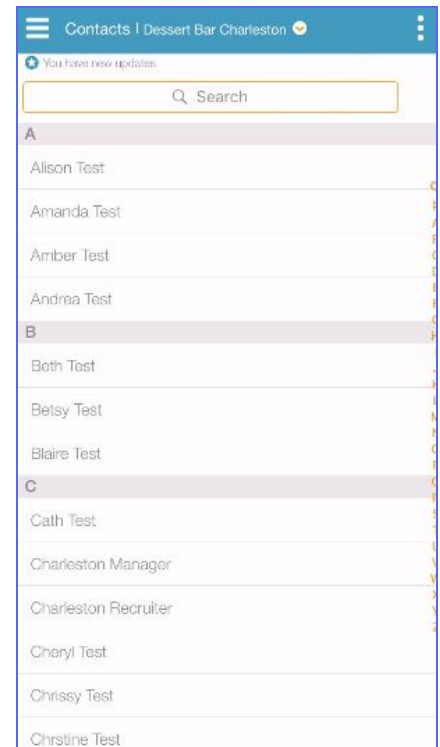 Contacts | Dessert Bar Charleston
You have new updates
Search
A
Alison Test
Amanda Test
Amber Test
Andrea Test
B
Beth Test
Betsy Test
Blaire Test
C
Cath Test
Charleston Manager
Charleston Recruiter
Cheryl Test
Chrissy Test
Chrstine Test